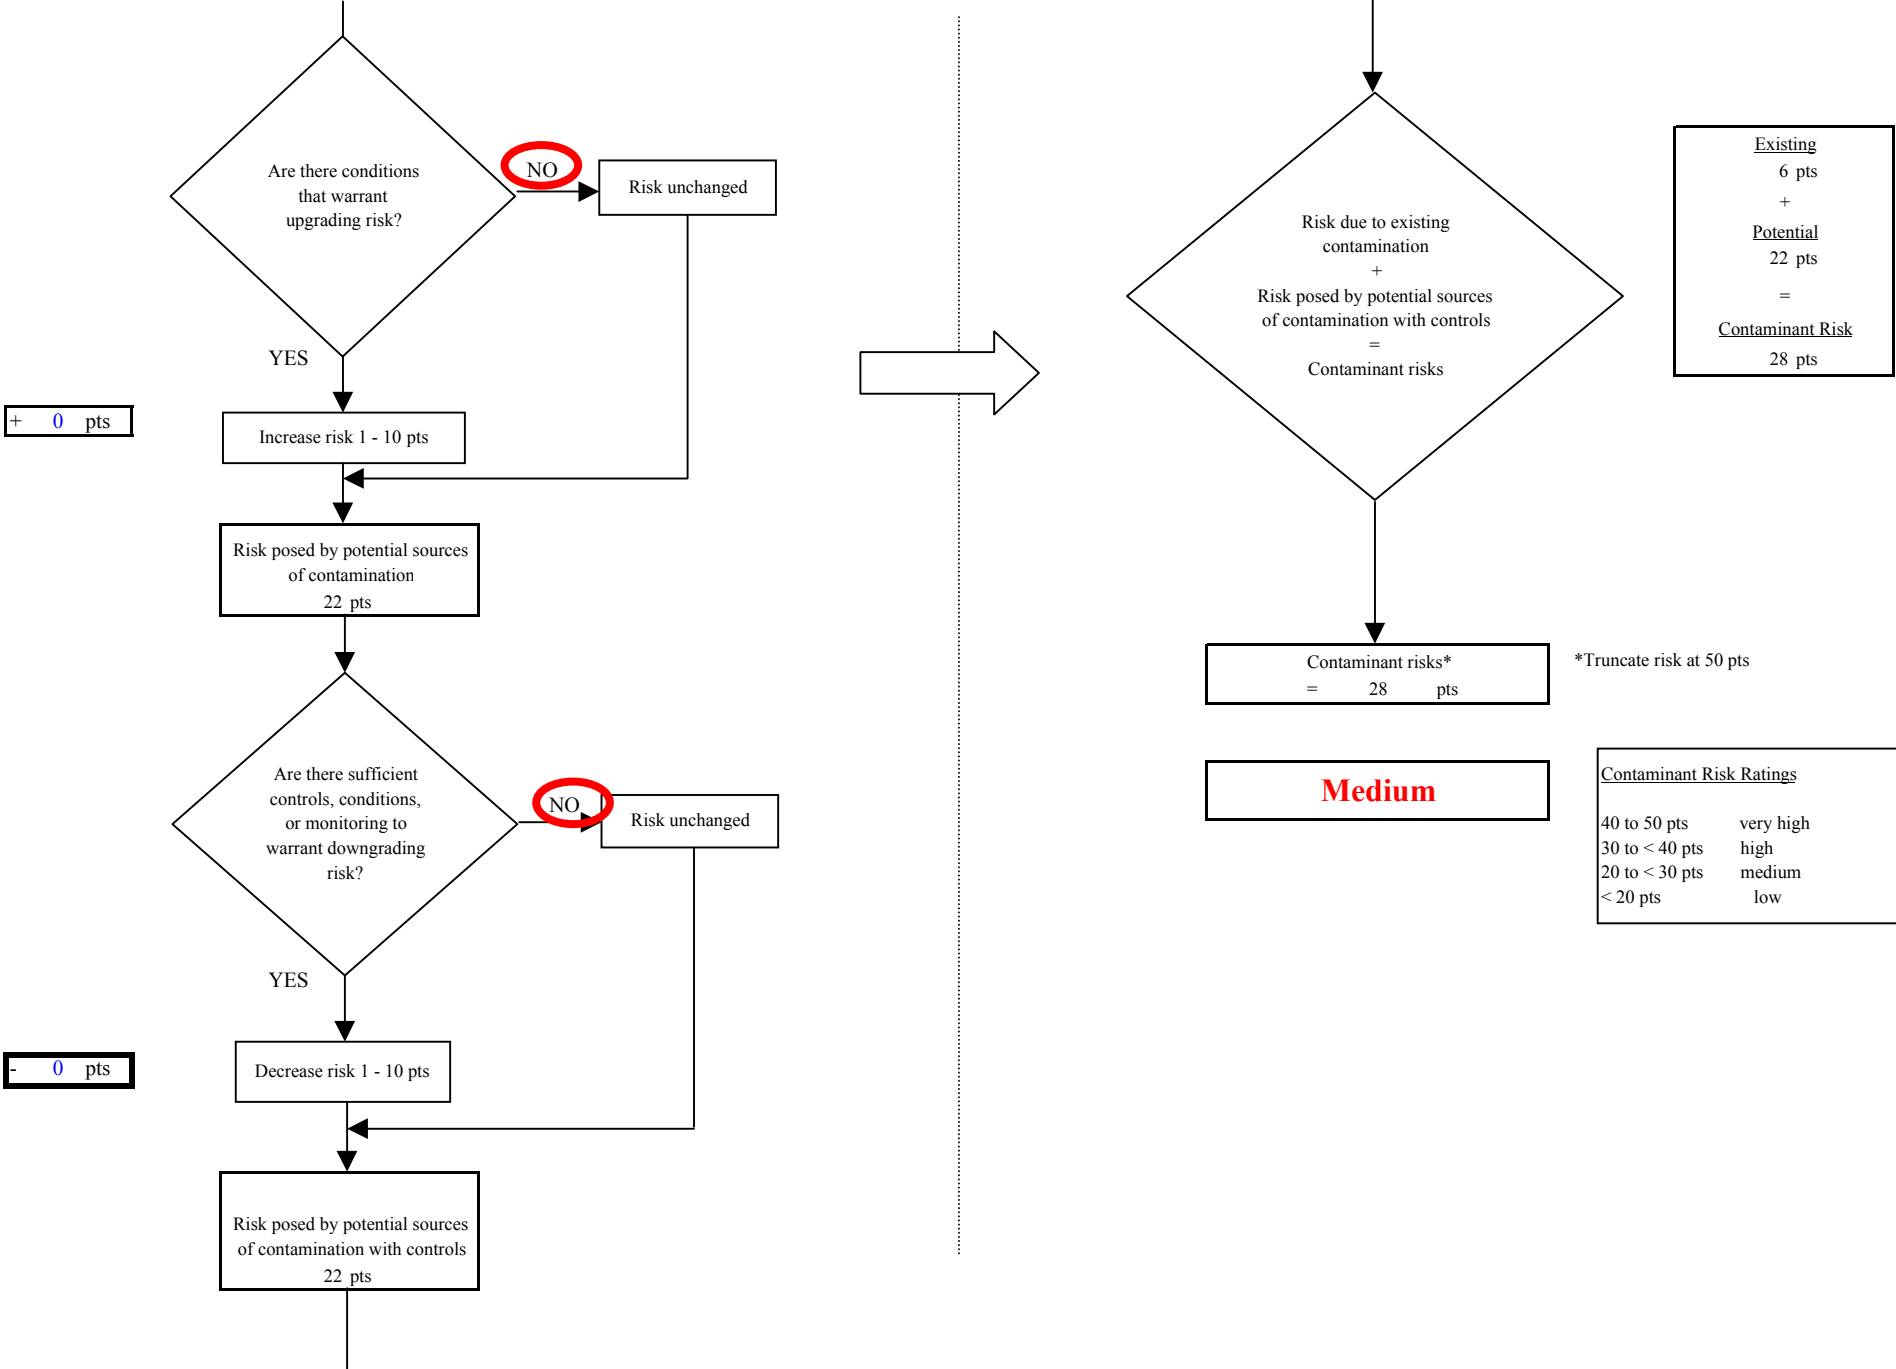 Are there conditions
that warrant
upgrading risk?
NO
Risk unchanged
YES
+ 0 pts
Increase risk 1 - 10 pts
Risk posed by potential sources
of contamination
22 pts
Are there sufficient
controls, conditions,
or monitoring to
warrant downgrading
risk?
NO
Risk unchanged
YES
- 0 pts
Decrease risk 1 - 10 pts
Risk posed by potential sources
of contamination with controls
22 pts
Risk due to existing
contamination
+
Risk posed by potential sources
of contamination with controls
=
Contaminant risks
Existing
6 pts
+
Potential
22 pts
=
Contaminant Risk
28 pts
Contaminant risks*
= 28 pts
*Truncate risk at 50 pts
Medium
Contaminant Risk Ratings
40 to 50 pts very high
30 to < 40 pts high
20 to < 30 pts medium
< 20 pts low